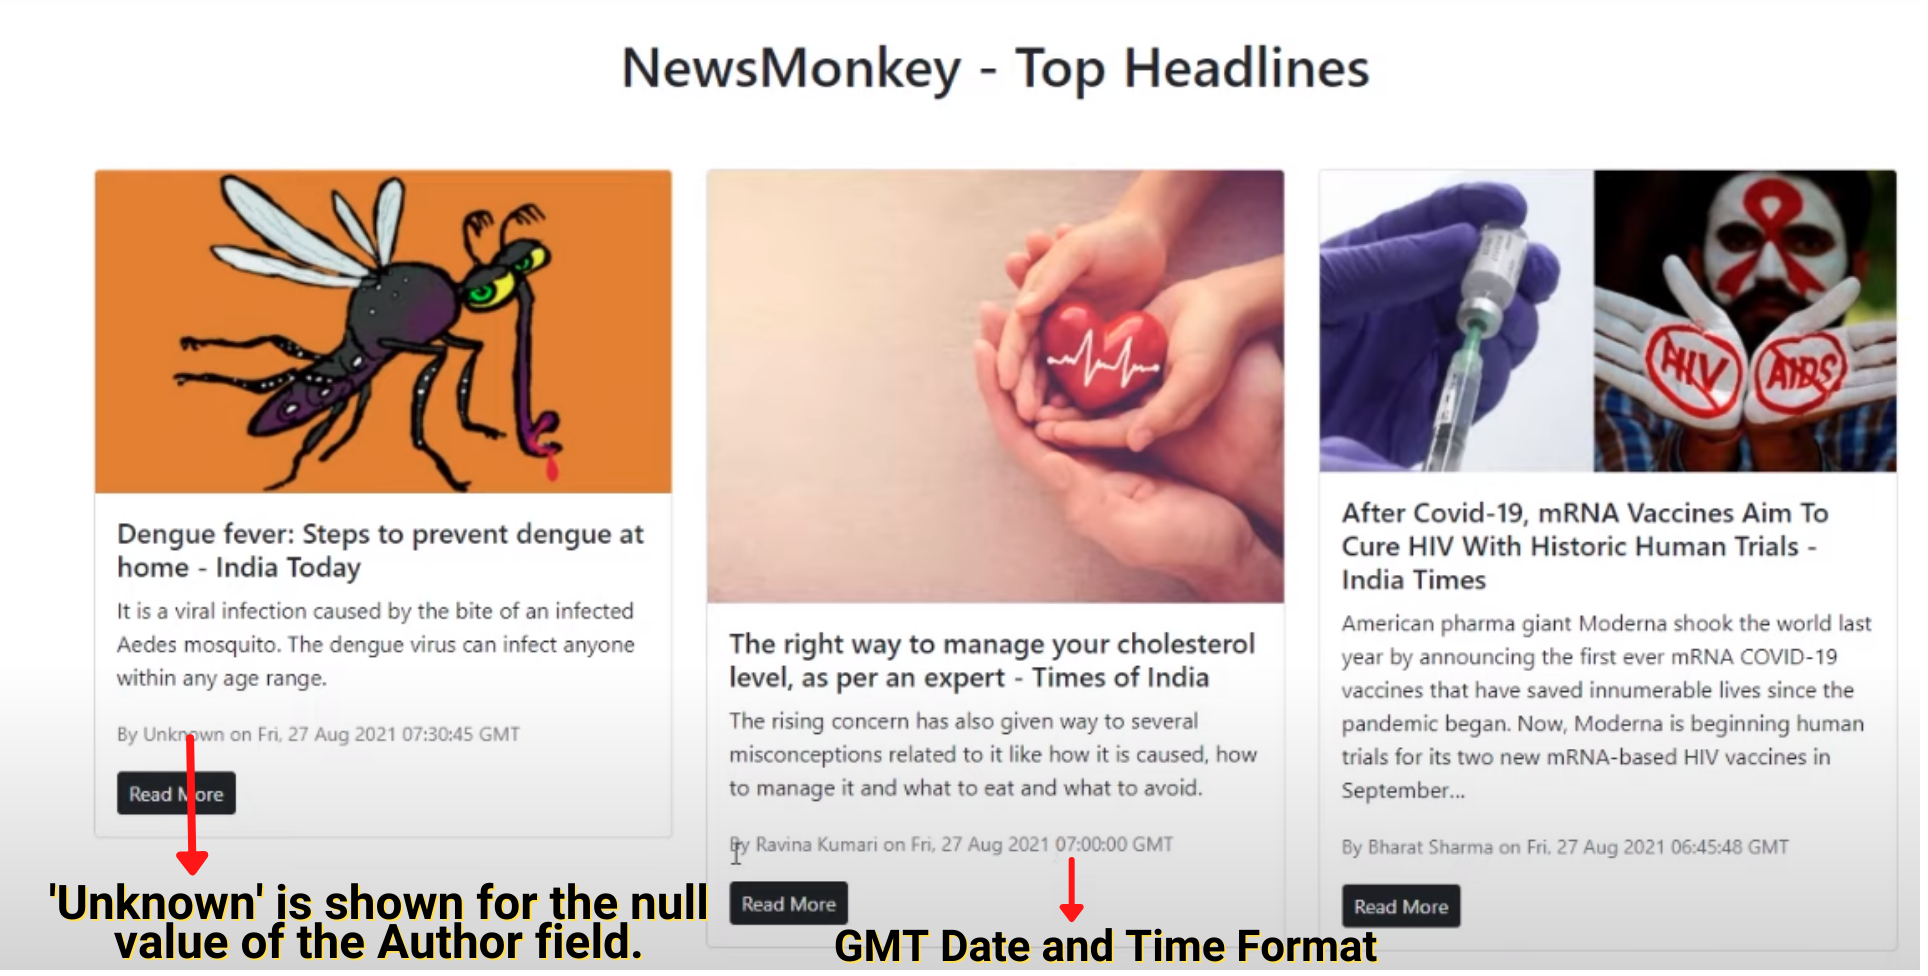 NewsMonkey - Top Headlines
Dengue fever: Steps to prevent dengue at
home - India Today
It is a viral infection caused by the bite of an infected
Aedes mosquito. The dengue virus can infect anyone
within any age range.
By Unknown on Fri, 27 Aug 2021 07:30:45 GMT
Read More
'Unknown' is shown for the null
value of the Author field.
The right way to manage your cholesterol
level, as per an expert - Times of India
The rising concern has also given way to several
misconceptions related to it like how it is caused, how
to manage it and what to eat and what to avoid.
By Ravina Kumari on Fri, 27 Aug 2021 07:00:00 GMT
Read More
GMT Date and Time Format
HIV
AIDS
After Covid-19, mRNA Vaccines Aim To
Cure HIV With Historic Human Trials -
India Times
American pharma giant Moderna shook the world last
year by announcing the first ever mRNA COVID-19
vaccines that have saved innumerable lives since the
pandemic began. Now, Moderna is beginning human
trials for its two new mRNA-based HIV vaccines in
September...
By Bharat Sharma on Fri, 27 Aug 2021 06:45:48 GMT
Read More